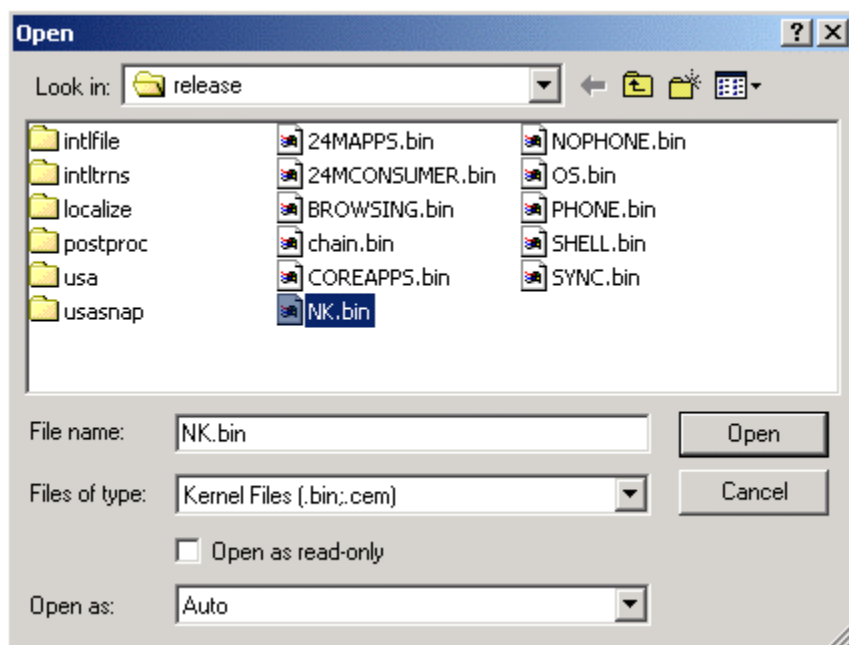 Open
Look in: release
intlfile
intltrns
localize
postproc
usa
usasnap
24MAPPS.bin
24MCONSUMER.bin
BROWSING.bin
chain.bin
COREAPPS.bin
NK.bin
NOPHONE.bin
OS.bin
PHONE.bin
SHELL.bin
SYNC.bin
File name: NK.bin Open
Files of type: Kernel Files (.bin;.cem) Cancel
Open as read-only
Open as: Auto